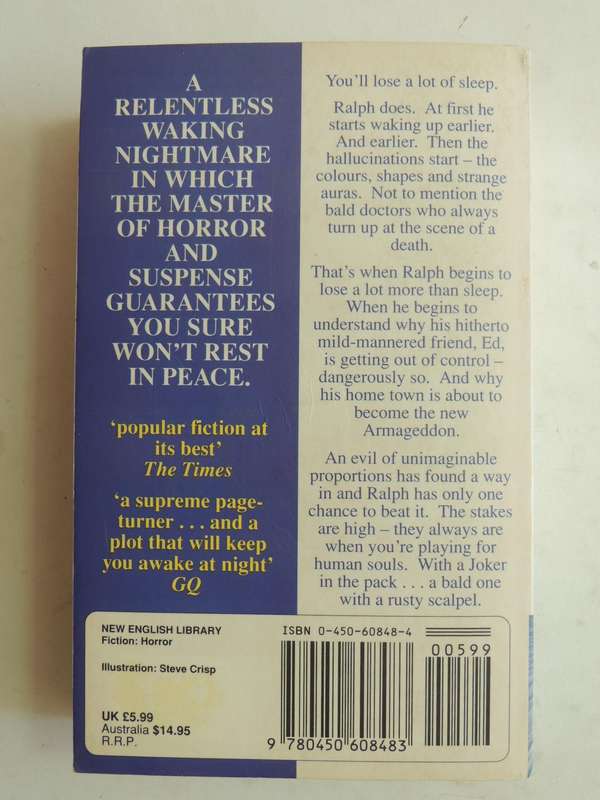 A
RELENTLESS
WAKING
NIGHTMARE
IN WHICH
THE MASTER
OF HORROR
AND
SUSPENSE
GUARANTEES
YOU SURE
WON'T REST
IN PEACE.
'popular fiction at
its best'
The Times
'a supreme page-
turner . . . and a
plot that will keep
you awake at night'
GQ
You'll lose a lot of sleep.
Ralph does. At first he
starts waking up earlier.
And earlier. Then the
hallucinations start – the
colours, shapes and strange
auras. Not to mention the
bald doctors who always
turn up at the scene of a
death.
That's when Ralph begins to
lose a lot more than sleep.
When he begins to
understand why his hitherto
mild-mannered friend, Ed,
is getting out of control –
dangerously so. And why
his home town is about to
become the new
Armageddon.
An evil of unimaginable
proportions has found a way
in and Ralph has only one
chance to beat it. The stakes
are high – they always are
when you're playing for
human souls. With a Joker
in the pack . . . a bald one
with a rusty scalpel.
NEW ENGLISH LIBRARY
Fiction: Horror
Illustration: Steve Crisp
UK £5.99
Australia $14.95
R.R.P.
ISBN 0-450-60848-4
00599
9 780450 608483